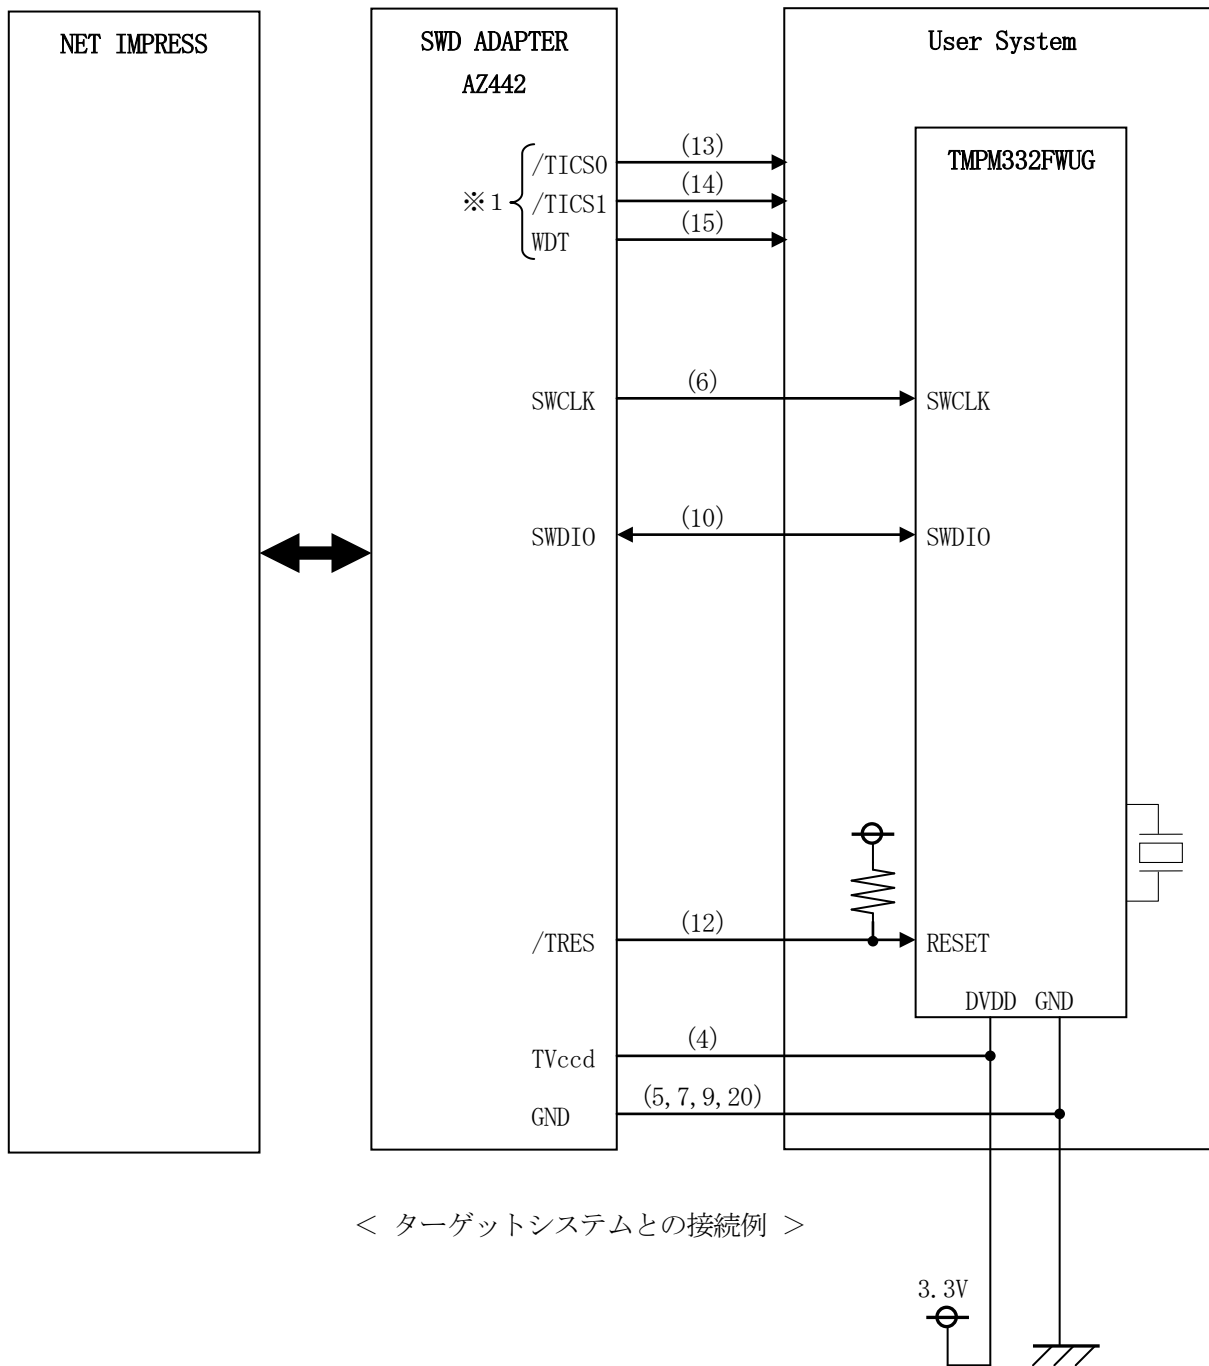 NET IMPRESS
SWD ADAPTER
AZ442
User System
TMPM332FWUG
※1
/TICS0
(13)
/TICS1
(14)
WDT
(15)
SWCLK
(6)
SWCLK
SWDIO
(10)
SWDIO
/TRES
(12)
RESET
DVDD GND
TVccd
(4)
GND
(5,7,9,20)
< ターゲットシステムとの接続例 >
3.3V